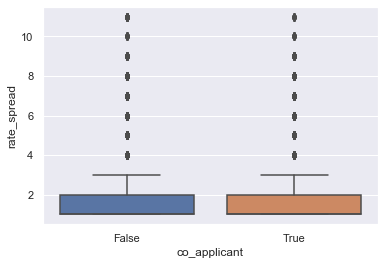 10
8
6
4
2
rate_spread
False
True
co_applicant